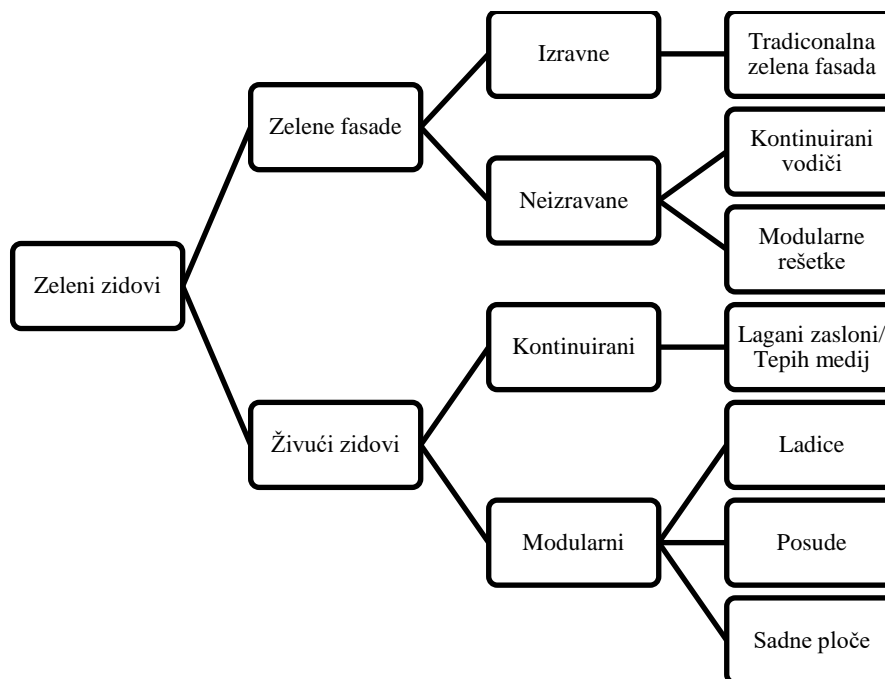 Zeleni zidovi
Zelene fasade
Izravne
Tradiconalna
zelena fasada
Neizravane
Kontinuirani
vodiči
Modularne
rešetke
Živući zidovi
Kontinuirani
Lagani zasloni/
Tepih medij
Modularni
Ladice
Posude
Sadne ploče